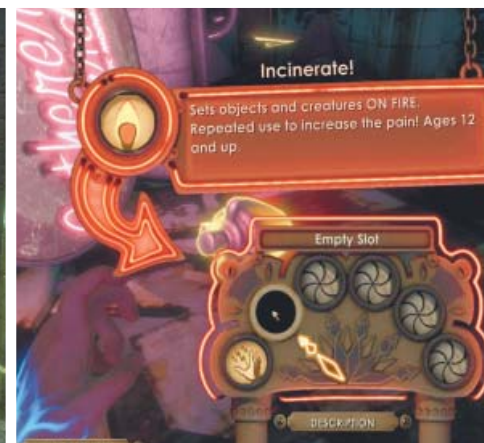 Incinerate!
Sets objects and creatures ON FIRE.
Repeated use to increase the pain! Ages 12
and up.
Empty Slot
DESCRIPTION